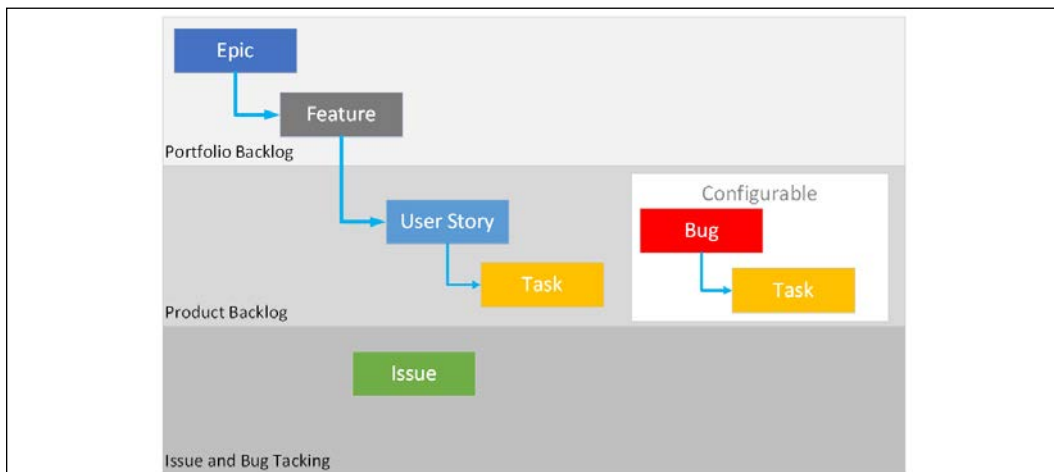 Epic
Feature
Portfolio Backlog
Configurable
User Story
Bug
Task
Task
Product Backlog
Issue
Issue and Bug Tacking